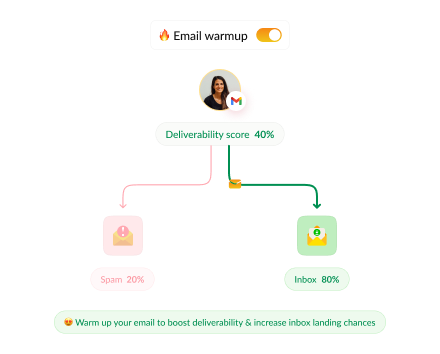 🔥 Email warmup
Deliverability score 40%
Spam 20%
Inbox 80%
😍 Warm up your email to boost deliverability & increase inbox landing chances